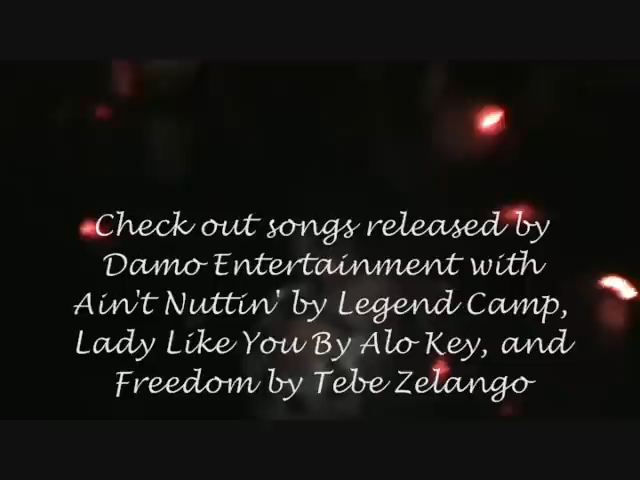 Check out songs released by
Damo Entertainment with
Ain't Nuttin' by Legend Camp,
Lady Like You By Alo Key, and
Freedom by Tebe Zelango